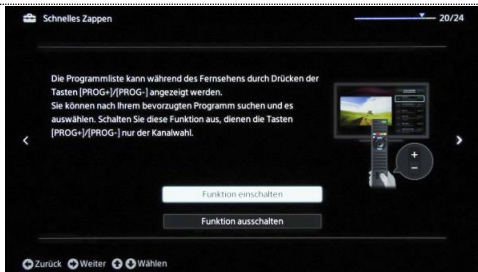 Schnelles Zappen
20/24
Die Programmliste kann während des Fernsehens durch Drücken der
Tasten [PROG+]/[PROG-] angezeigt werden.
Sie können nach Ihrem bevorzugten Programm suchen und es
auswählen. Schalten Sie diese Funktion aus, dienen die Tasten
[PROG+]/[PROG-] nur der Kanalwahl.
+
−
Funktion einschalten
Funktion ausschalten
Zurück Weiter Wählen